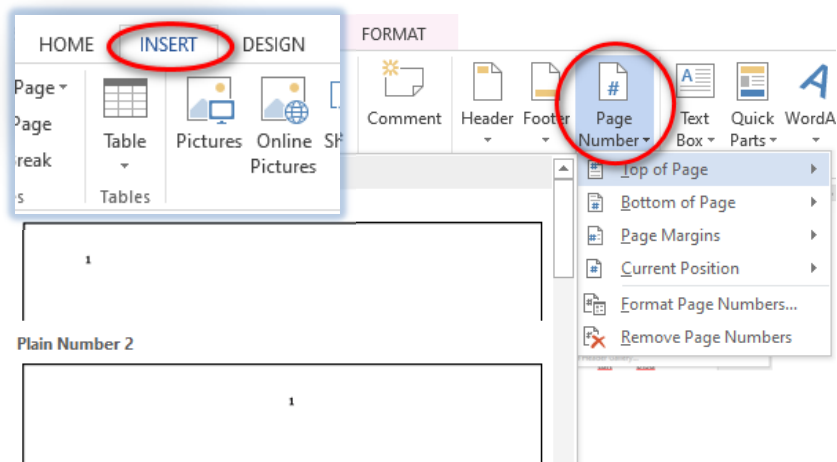 HOME INSERT DESIGN FORMAT
Page
Page
reak
s
Table
Pictures Online
Pictures
Sh
Tables
Comment Header Footer Page
Number
Text
Box
Quick
Parts
WordA
Top of Page
Bottom of Page
Page Margins
Current Position
Format Page Numbers...
Remove Page Numbers
1
Plain Number 2
1